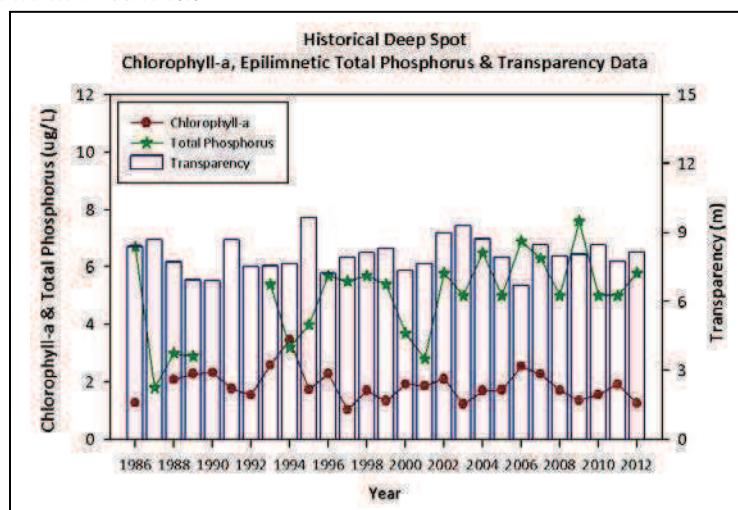 Historical Deep Spot
Chlorophyll-a, Epilimnetic Total Phosphorus & Transparency Data
Chlorophyll-a
Total Phosphorus
Transparency
Chlorophyll-a & Total Phosphorus (ug/L)
12
10
8
6
4
2
0
Transparency (m)
15
12
9
6
3
0
1986 1988 1990 1992 1994 1996 1998 2000 2002 2004 2006 2008 2010 2012
Year